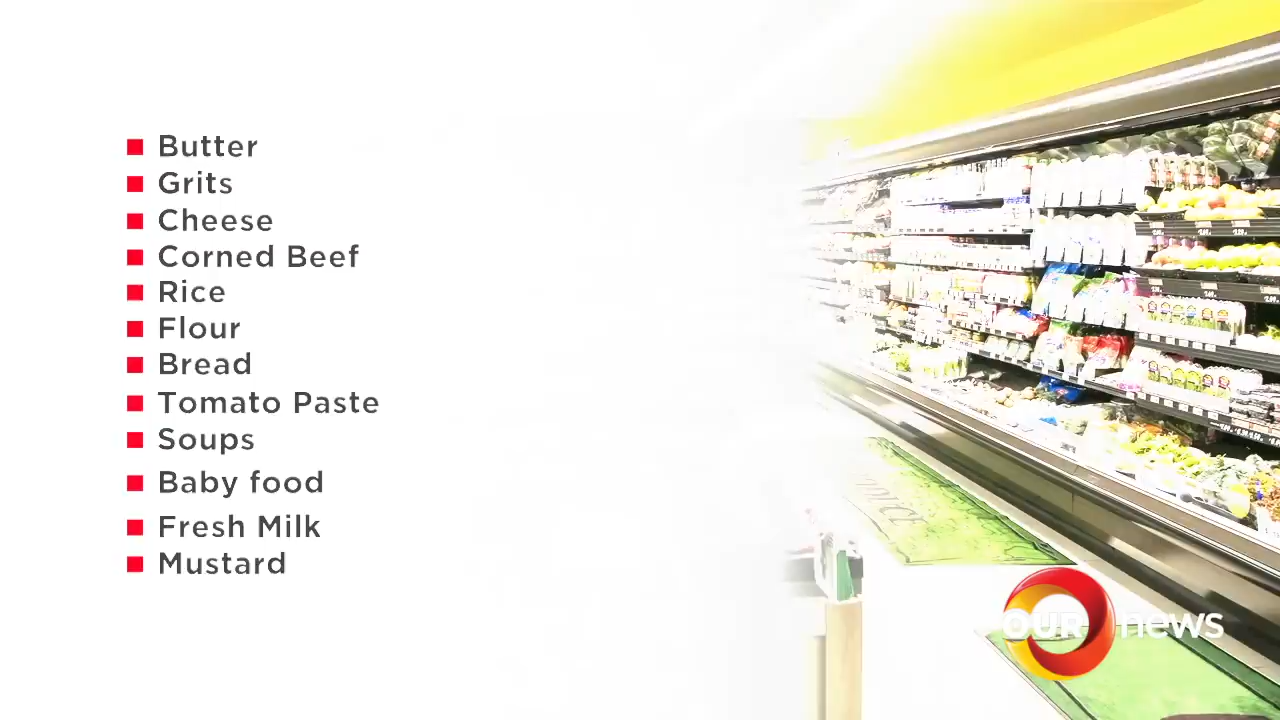 Butter
Grits
Cheese
Corned Beef
Rice
Flour
Bread
Tomato Paste
Soups
Baby food
Fresh Milk
Mustard
OUR news